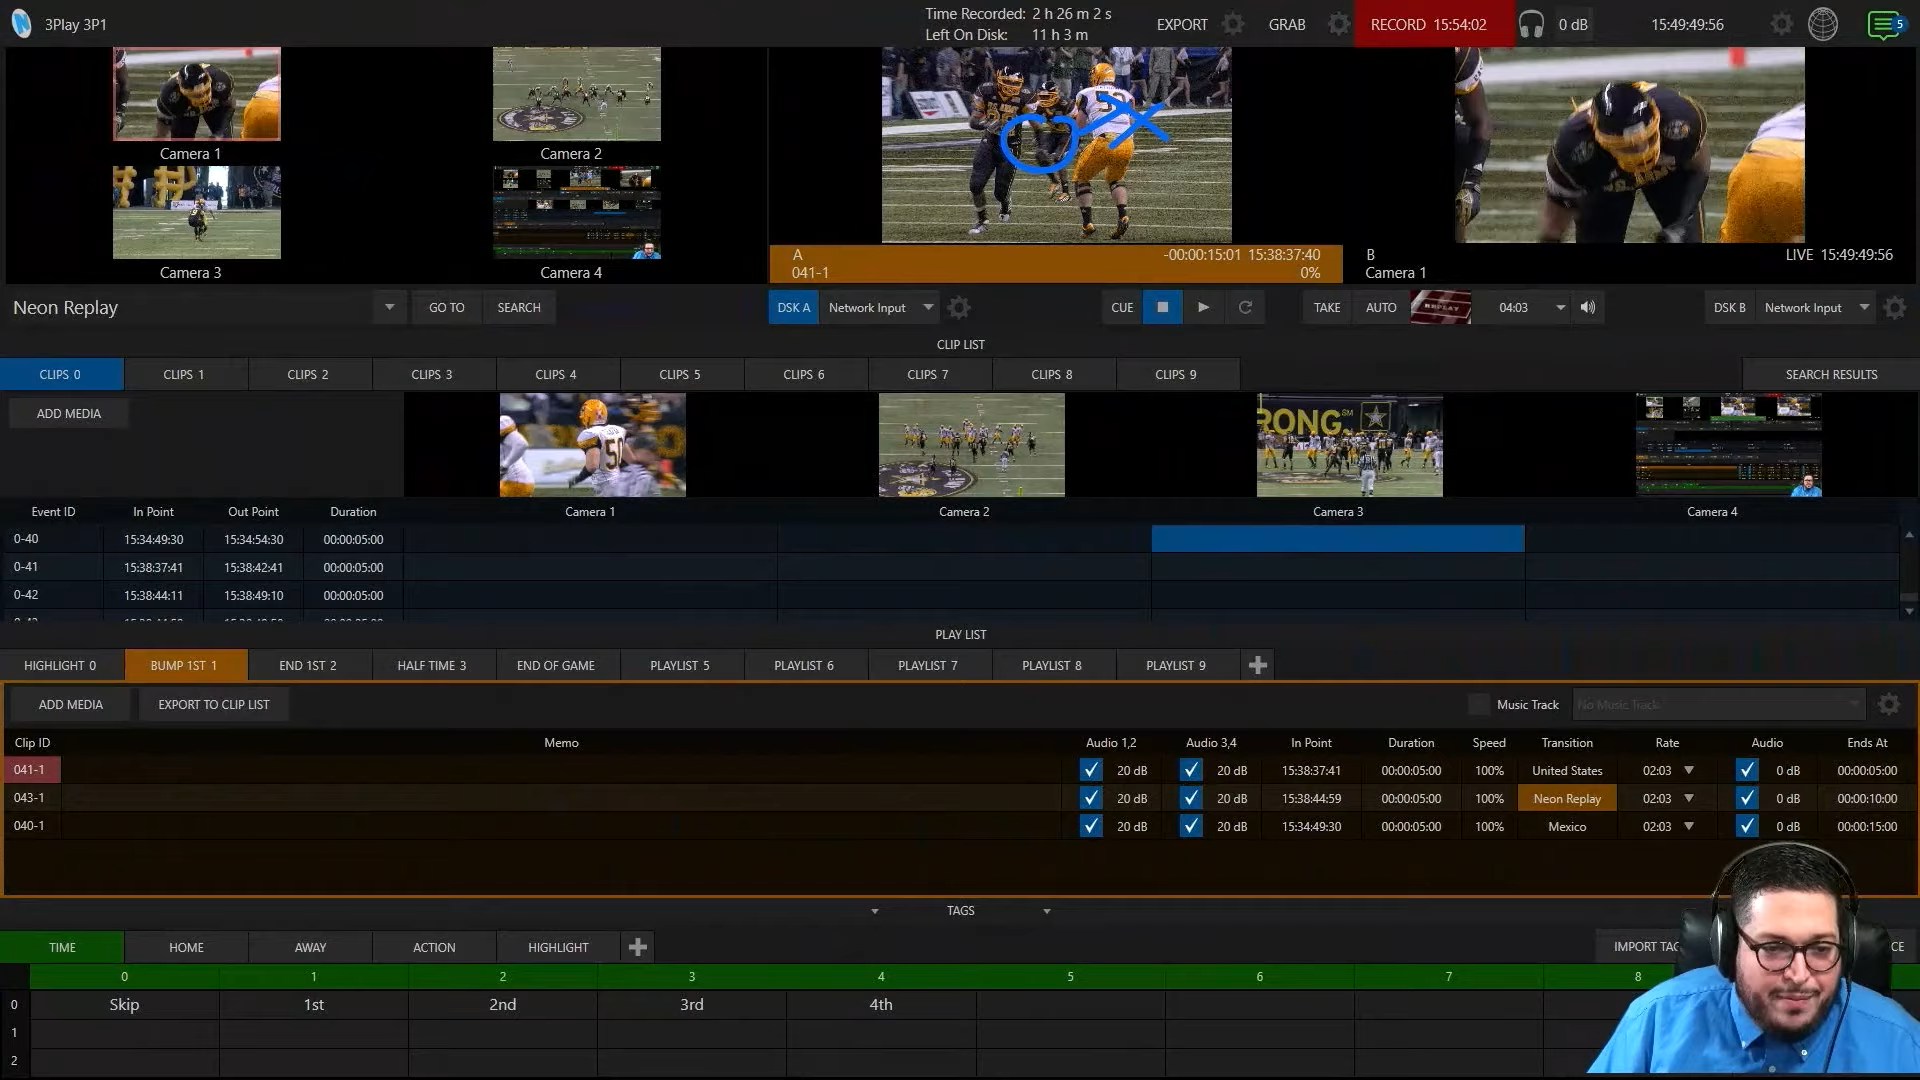 3Play 3P1
Time Recorded: 2 h 26 m 2 s
Left On Disk: 11 h 3 m
EXPORT GRAB RECORD 15:54:02 0 dB 15:49:49:56 5
Camera 1 Camera 2
Camera 3 Camera 4
A -00:00:15:01 15:38:37:40
041-1 0%
B LIVE 15:49:49:56
Camera 1
Neon Replay GO TO SEARCH DSK A Network Input CUE TAKE AUTO REPLAY 04:03 DSK B Network Input
CLIP LIST
CLIPS 0 CLIPS 1 CLIPS 2 CLIPS 3 CLIPS 4 CLIPS 5 CLIPS 6 CLIPS 7 CLIPS 8 CLIPS 9 SEARCH RESULTS
ADD MEDIA
50
RONG.SM
Event ID In Point Out Point Duration Camera 1 Camera 2 Camera 3 Camera 4
0-40 15:34:49:30 15:34:54:30 00:00:05:00
0-41 15:38:37:41 15:38:42:41 00:00:05:00
0-42 15:38:44:11 15:38:49:10 00:00:05:00
PLAY LIST
HIGHLIGHT 0 BUMP 1ST 1 END 1ST 2 HALF TIME 3 END OF GAME PLAYLIST 5 PLAYLIST 6 PLAYLIST 7 PLAYLIST 8 PLAYLIST 9
ADD MEDIA EXPORT TO CLIP LIST Music Track No Music Track
Clip ID Memo Audio 1,2 Audio 3,4 In Point Duration Speed Transition Rate Audio Ends At
041-1 20 dB 20 dB 15:38:37:41 00:00:05:00 100% United States 02:03 0 dB 00:00:05:00
043-1 20 dB 20 dB 15:38:44:59 00:00:05:00 100% Neon Replay 02:03 0 dB 00:00:10:00
040-1 20 dB 20 dB 15:34:49:30 00:00:05:00 100% Mexico 02:03 0 dB 00:00:15:00
TAGS
TIME HOME AWAY ACTION HIGHLIGHT IMPORT TAG CE
0 1 2 3 4 5 6 7 8
0 Skip 1st 2nd 3rd 4th
1
2